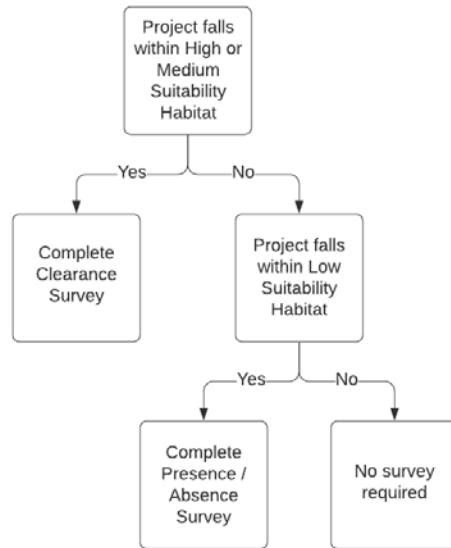 Project falls
within High or
Medium
Suitability
Habitat
Yes
No
Complete
Clearance
Survey
Project falls
within Low
Suitability
Habitat
Yes
No
Complete
Presence /
Absence
Survey
No survey
required